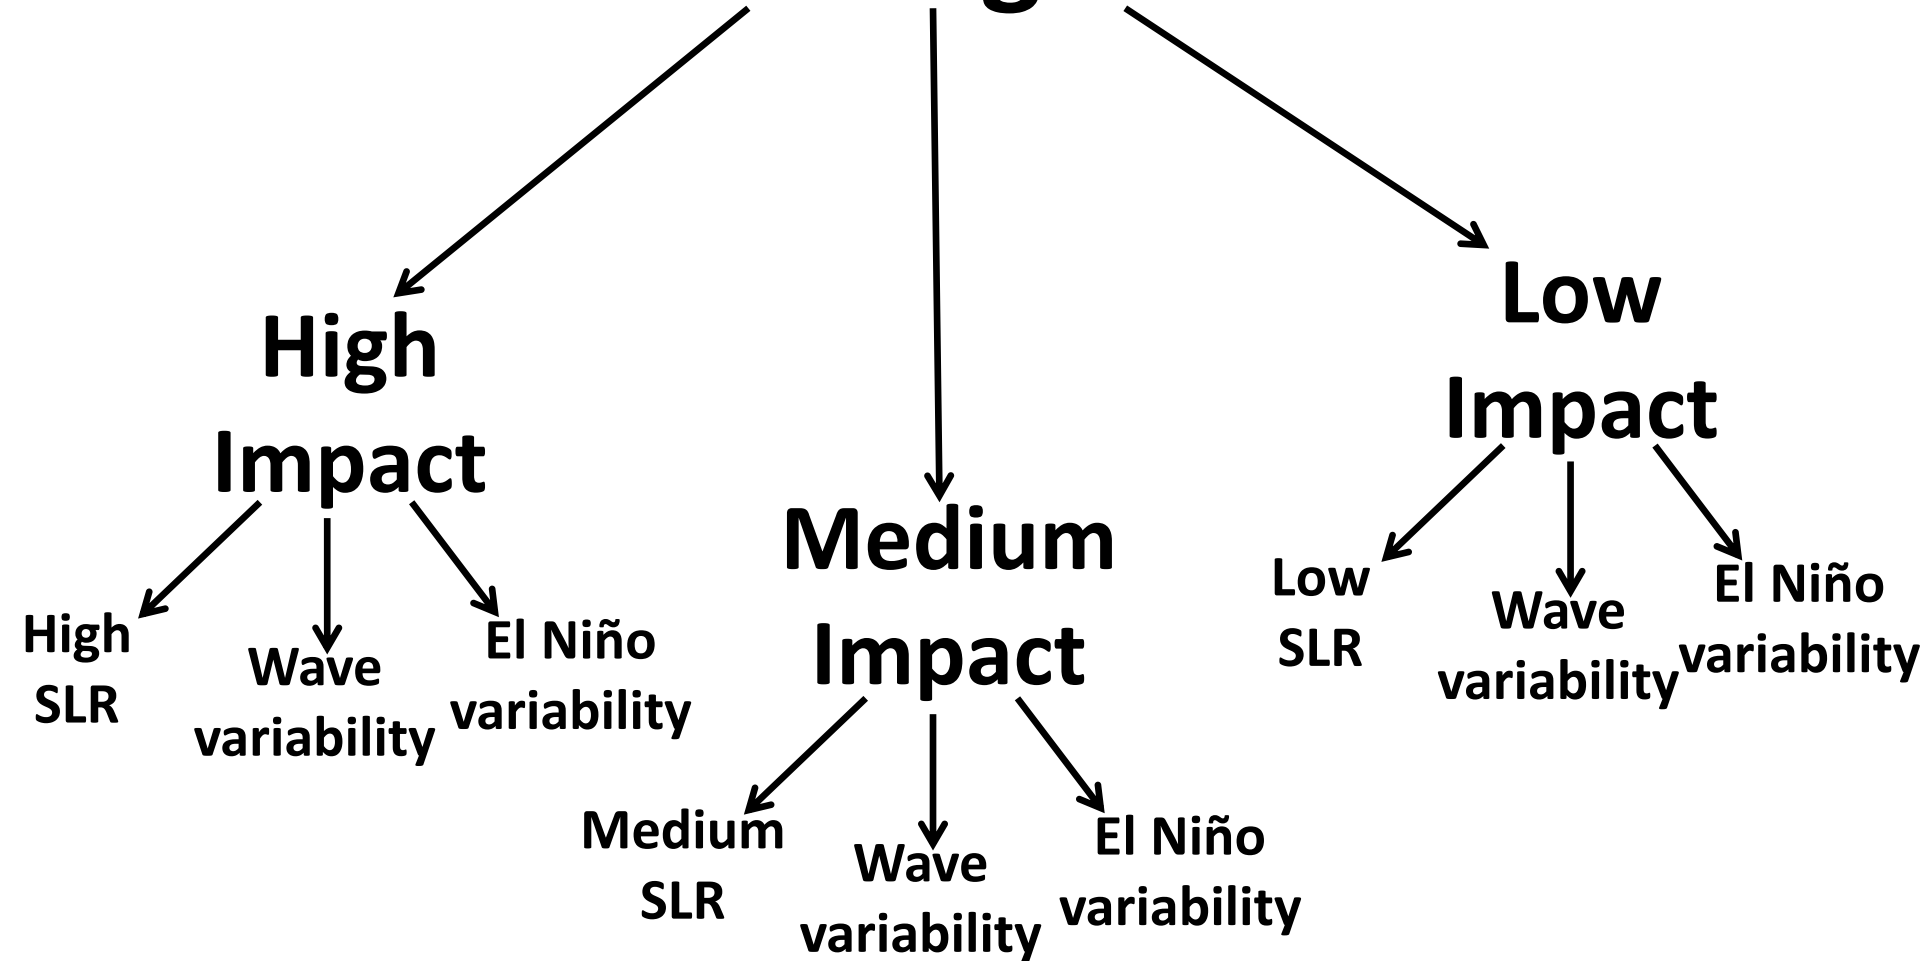 High
Impact
High
SLR
Wave
variability
El Niño
variability
Medium
Impact
Medium
SLR
Wave
variability
El Niño
variability
Low
Impact
Low
SLR
Wave
variability
El Niño
variability